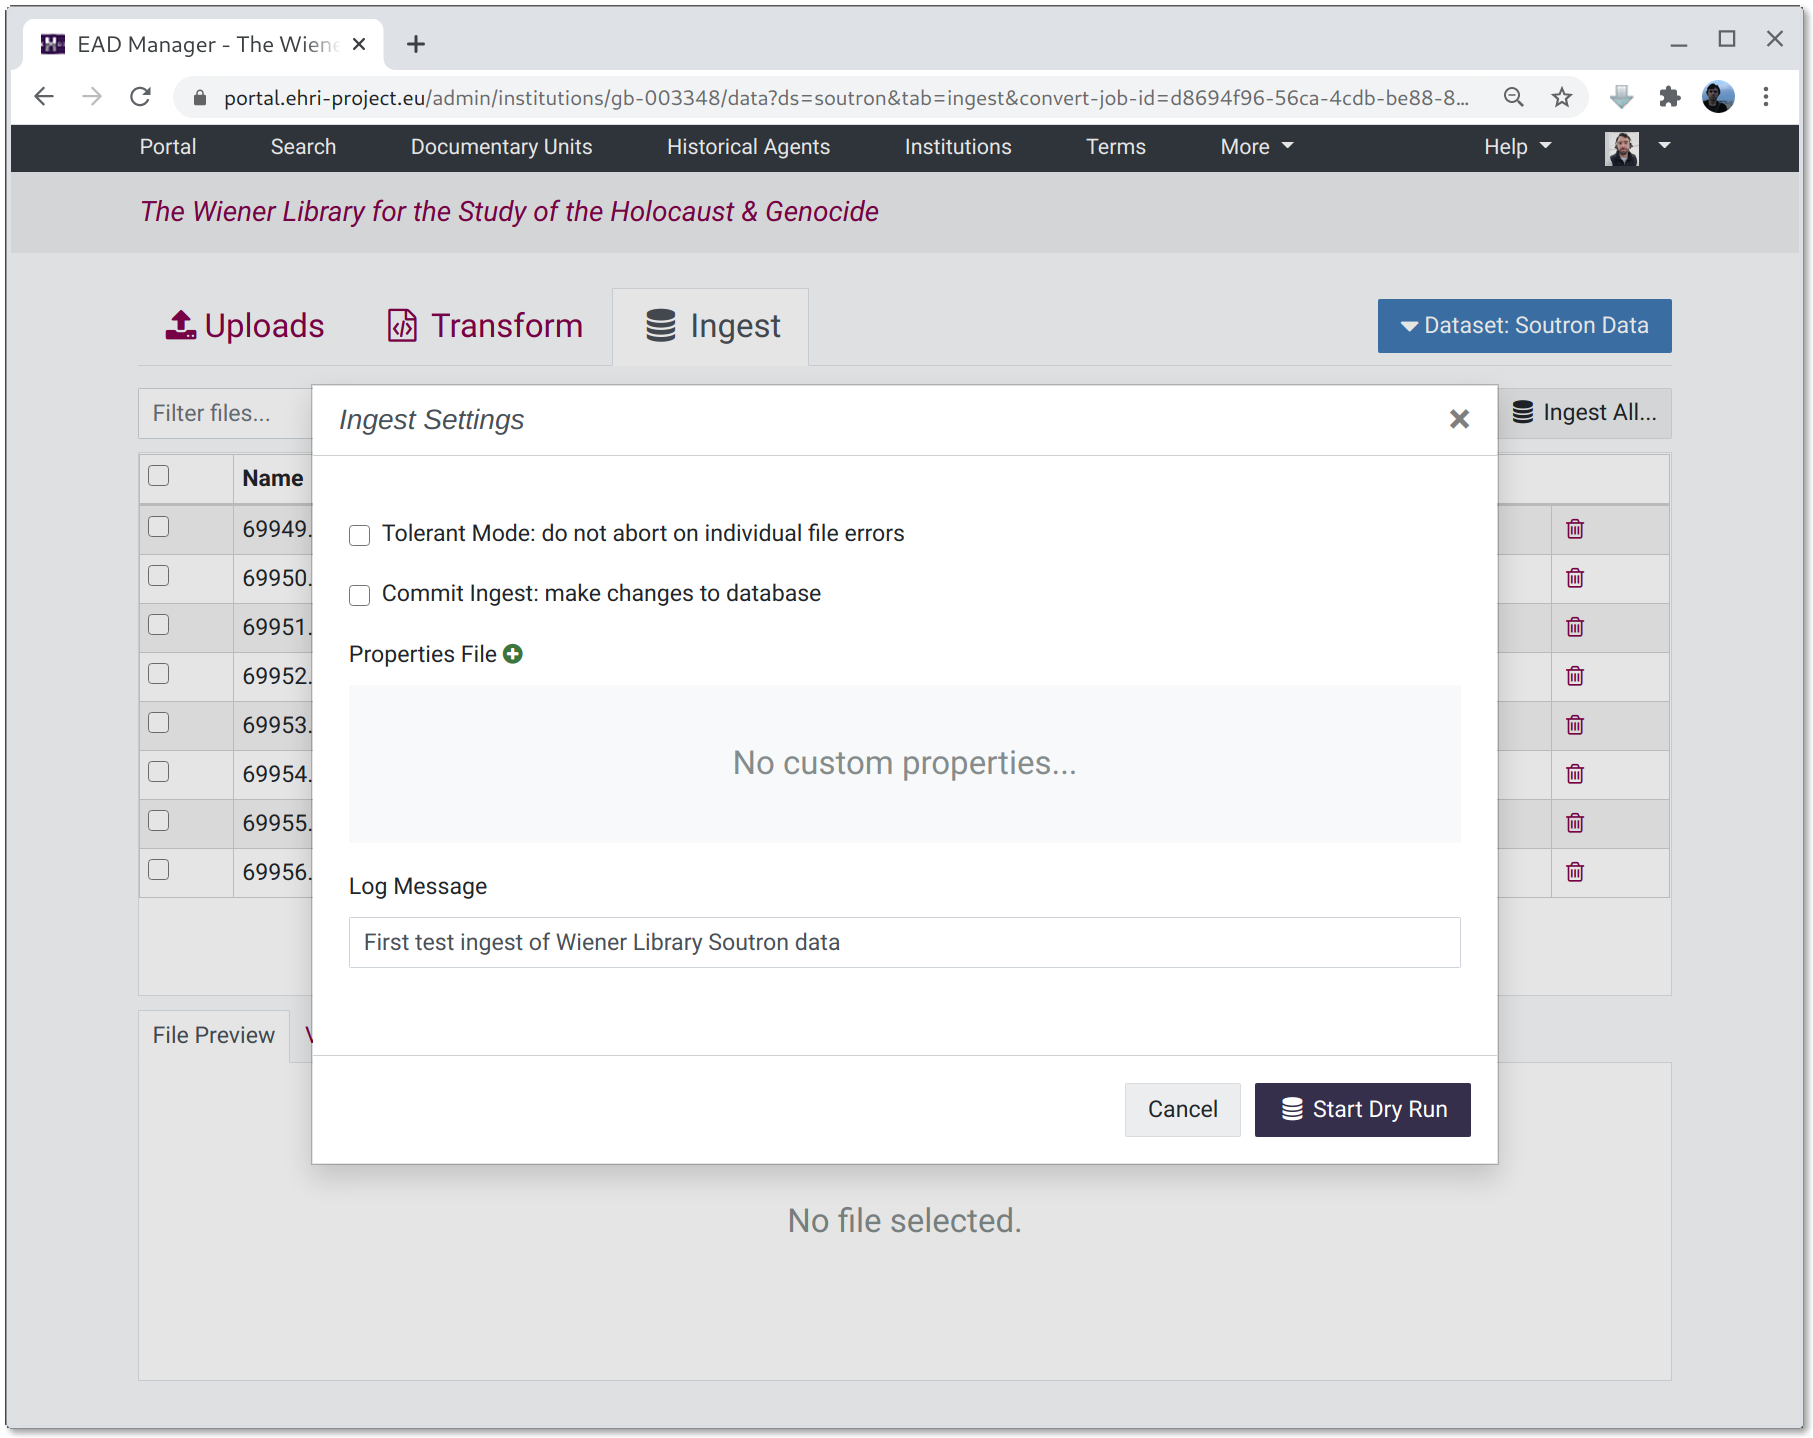 EAD Manager - The Wiene
portal.ehri-project.eu/admin/institutions/gb-003348/data?ds=soutron&tab=ingest&convert-job-id=d8694f96-56ca-4cdb-be88-8...
Portal Search Documentary Units Historical Agents Institutions Terms More Help
The Wiener Library for the Study of the Holocaust & Genocide
Uploads Transform Ingest Dataset: Soutron Data
Filter files... Ingest All...
Ingest Settings
Name
69949.
69950.
69951.
69952.
69953.
69954.
69955.
69956.
Tolerant Mode: do not abort on individual file errors
Commit Ingest: make changes to database
Properties File
No custom properties...
Log Message
First test ingest of Wiener Library Soutron data
File Preview
Cancel Start Dry Run
No file selected.